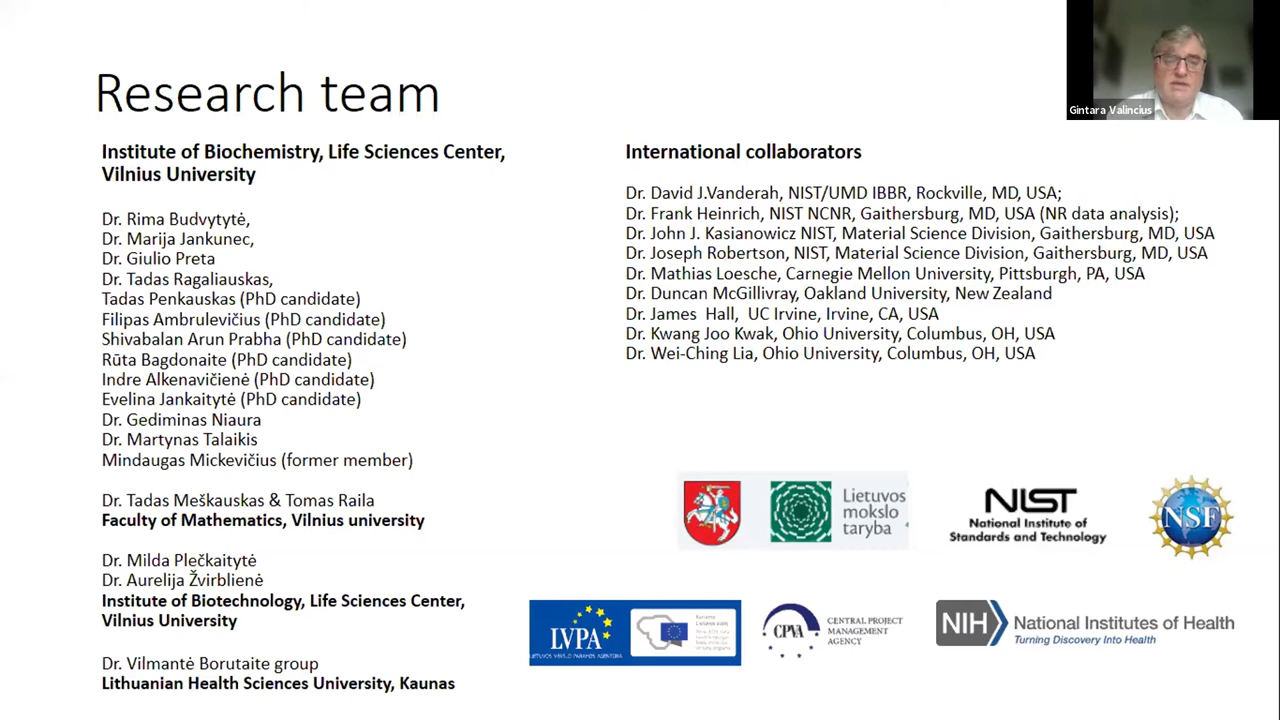 Research team
Gintara Valincius
Institute of Biochemistry, Life Sciences Center,
Vilnius University
Dr. Rima Budvytytė,
Dr. Marija Jankunec,
Dr. Giulio Preta
Dr. Tadas Ragaliauskas,
Tadas Penkauskas (PhD candidate)
Filipas Ambrulevičius (PhD candidate)
Shivabalan Arun Prabha (PhD candidate)
Rūta Bagdonaite (PhD candidate)
Indre Alkenavičienė (PhD candidate)
Evelina Jankaitytė (PhD candidate)
Dr. Gediminas Niaura
Dr. Martynas Talaikis
Mindaugas Mickevičius (former member)
Dr. Tadas Meškauskas & Tomas Raila
Faculty of Mathematics, Vilnius university
Dr. Milda Plečkaitytė
Dr. Aurelija Žvirblienė
Institute of Biotechnology, Life Sciences Center,
Vilnius University
Dr. Vilmantė Borutaite group
Lithuanian Health Sciences University, Kaunas
International collaborators
Dr. David J.Vanderah, NIST/UMD IBBR, Rockville, MD, USA;
Dr. Frank Heinrich, NIST NCNR, Gaithersburg, MD, USA (NR data analysis);
Dr. John J. Kasianowicz NIST, Material Science Division, Gaithersburg, MD, USA
Dr. Joseph Robertson, NIST, Material Science Division, Gaithersburg, MD, USA
Dr. Mathias Loesche, Carnegie Mellon University, Pittsburgh, PA, USA
Dr. Duncan McGillivray, Oakland University, New Zealand
Dr. James Hall, UC Irvine, Irvine, CA, USA
Dr. Kwang Joo Kwak, Ohio University, Columbus, OH, USA
Dr. Wei-Ching Lia, Ohio University, Columbus, OH, USA
Lietuvos
mokslo
taryba
NIST
National Institute of
Standards and Technology
NSF
LVPA
LIETUVOS VERSLO PARAMOS AGENTŪRA
CPVA
CENTRAL PROJECT
MANAGEMENT
AGENCY
NIH
National Institutes of Health
Turning Discovery Into Health